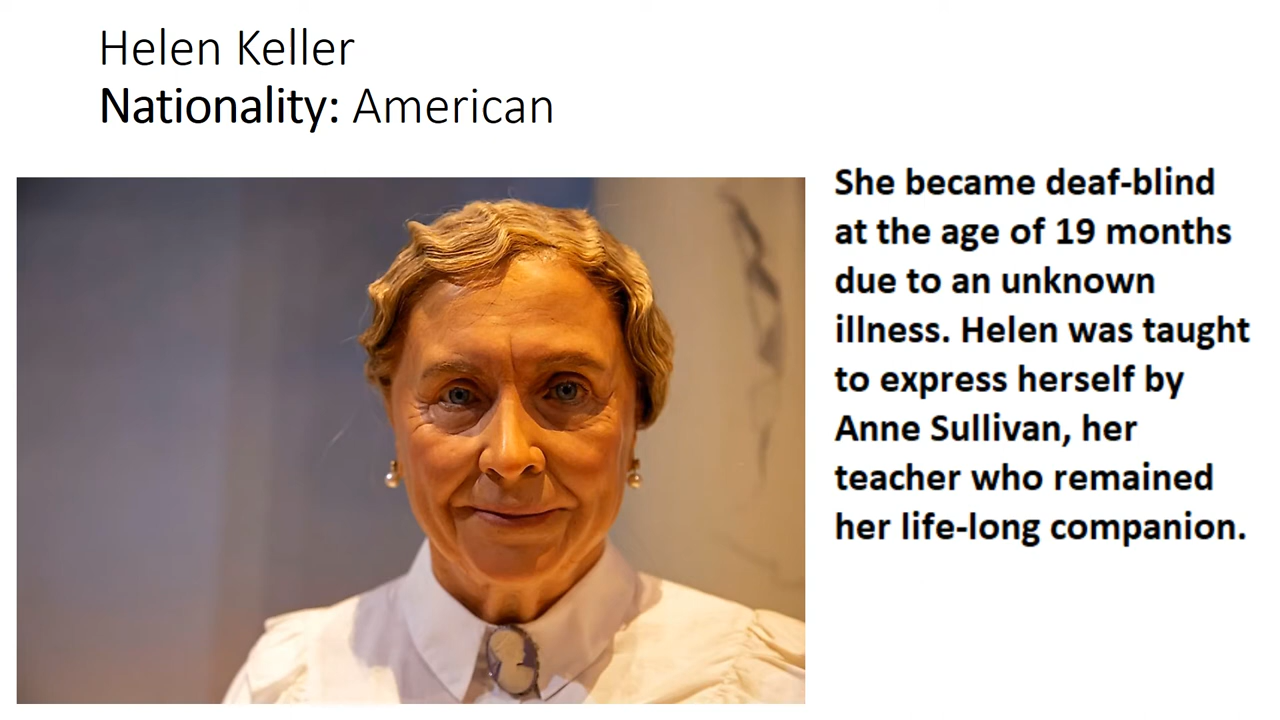 Helen Keller
Nationality: American
She became deaf-blind
at the age of 19 months
due to an unknown
illness. Helen was taught
to express herself by
Anne Sullivan, her
teacher who remained
her life-long companion.